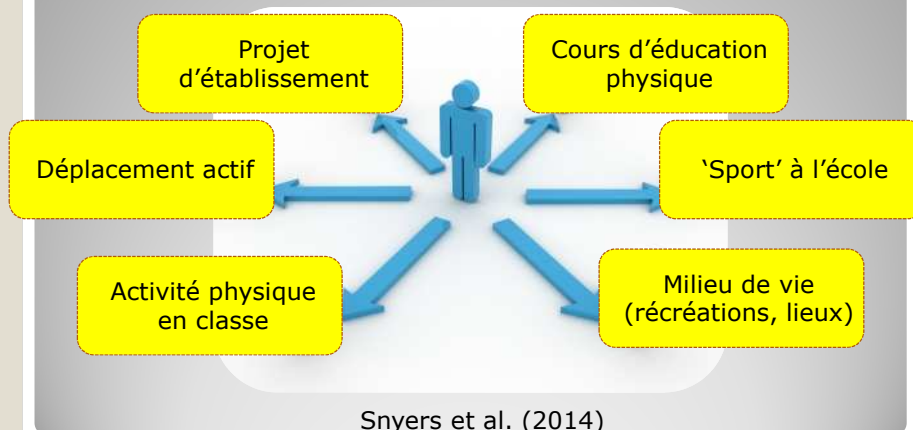 Projet
d’établissement
Cours d’éducation
physique
Déplacement actif
‘Sport’ à l’école
Activité physique
en classe
Milieu de vie
(récréations, lieux)
Snyers et al. (2014)